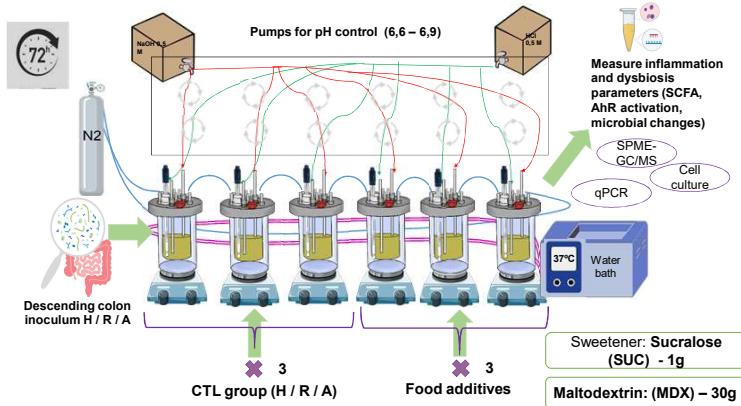 72h
NaOH 0,5
M
Pumps for pH control (6,6 – 6,9)
HCl
0,5 M
N2
Measure inflammation
and dysbiosis
parameters (SCFA,
AhR activation,
microbial changes)
SPME-
GC/MS
Cell
culture
qPCR
37ºC
Water
bath
Descending colon
inoculum H / R / A
3
CTL group (H / R / A)
3
Food additives
Sweetener: Sucralose
(SUC) - 1g
Maltodextrin: (MDX) – 30g